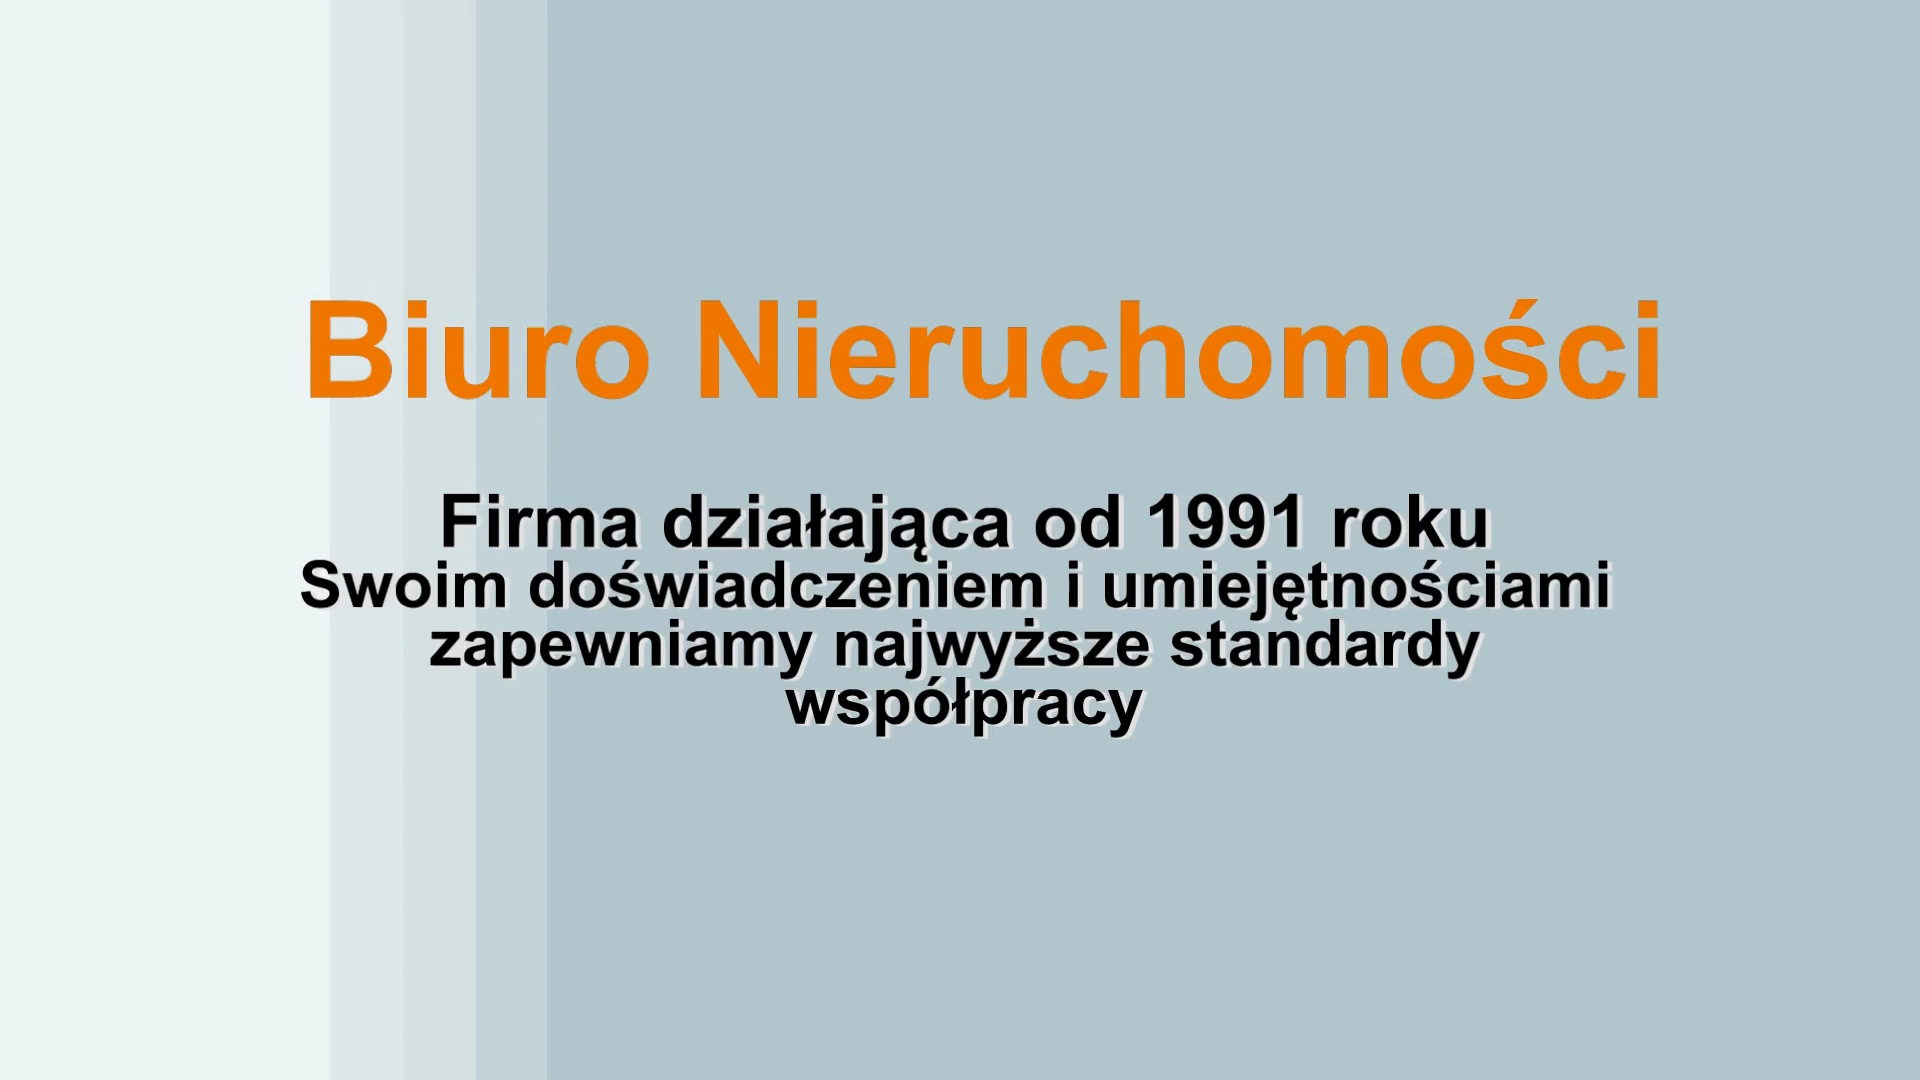 Biuro Nieruchomości
Firma działająca od 1991 roku
Swoim doświadczeniem i umiejętnościami
zapewniamy najwyższe standardy
współpracy